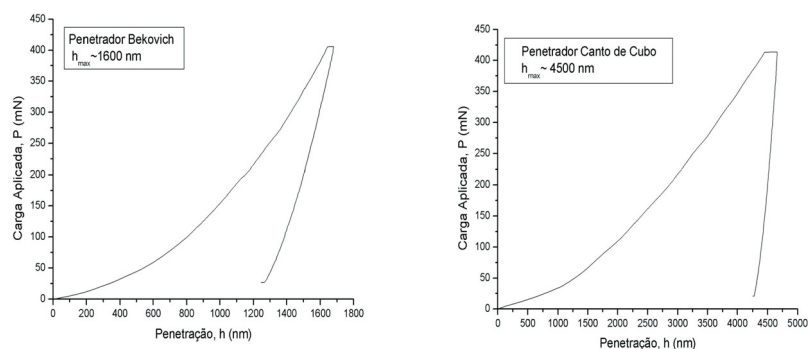 450
400
350
300
250
200
150
100
50
0
Carga Aplicada, P (mN)
Penetrador Bekovich
hmax~1600 nm
0 200 400 600 800 1000 1200 1400 1600 1800
Penetração, h (nm)
450
400
350
300
250
200
150
100
50
0
Carga Aplicada, P (mN)
Penetrador Canto de Cubo
hmax~ 4500 nm
0 500 1000 1500 2000 2500 3000 3500 4000 4500 5000
Penetração, h (nm)